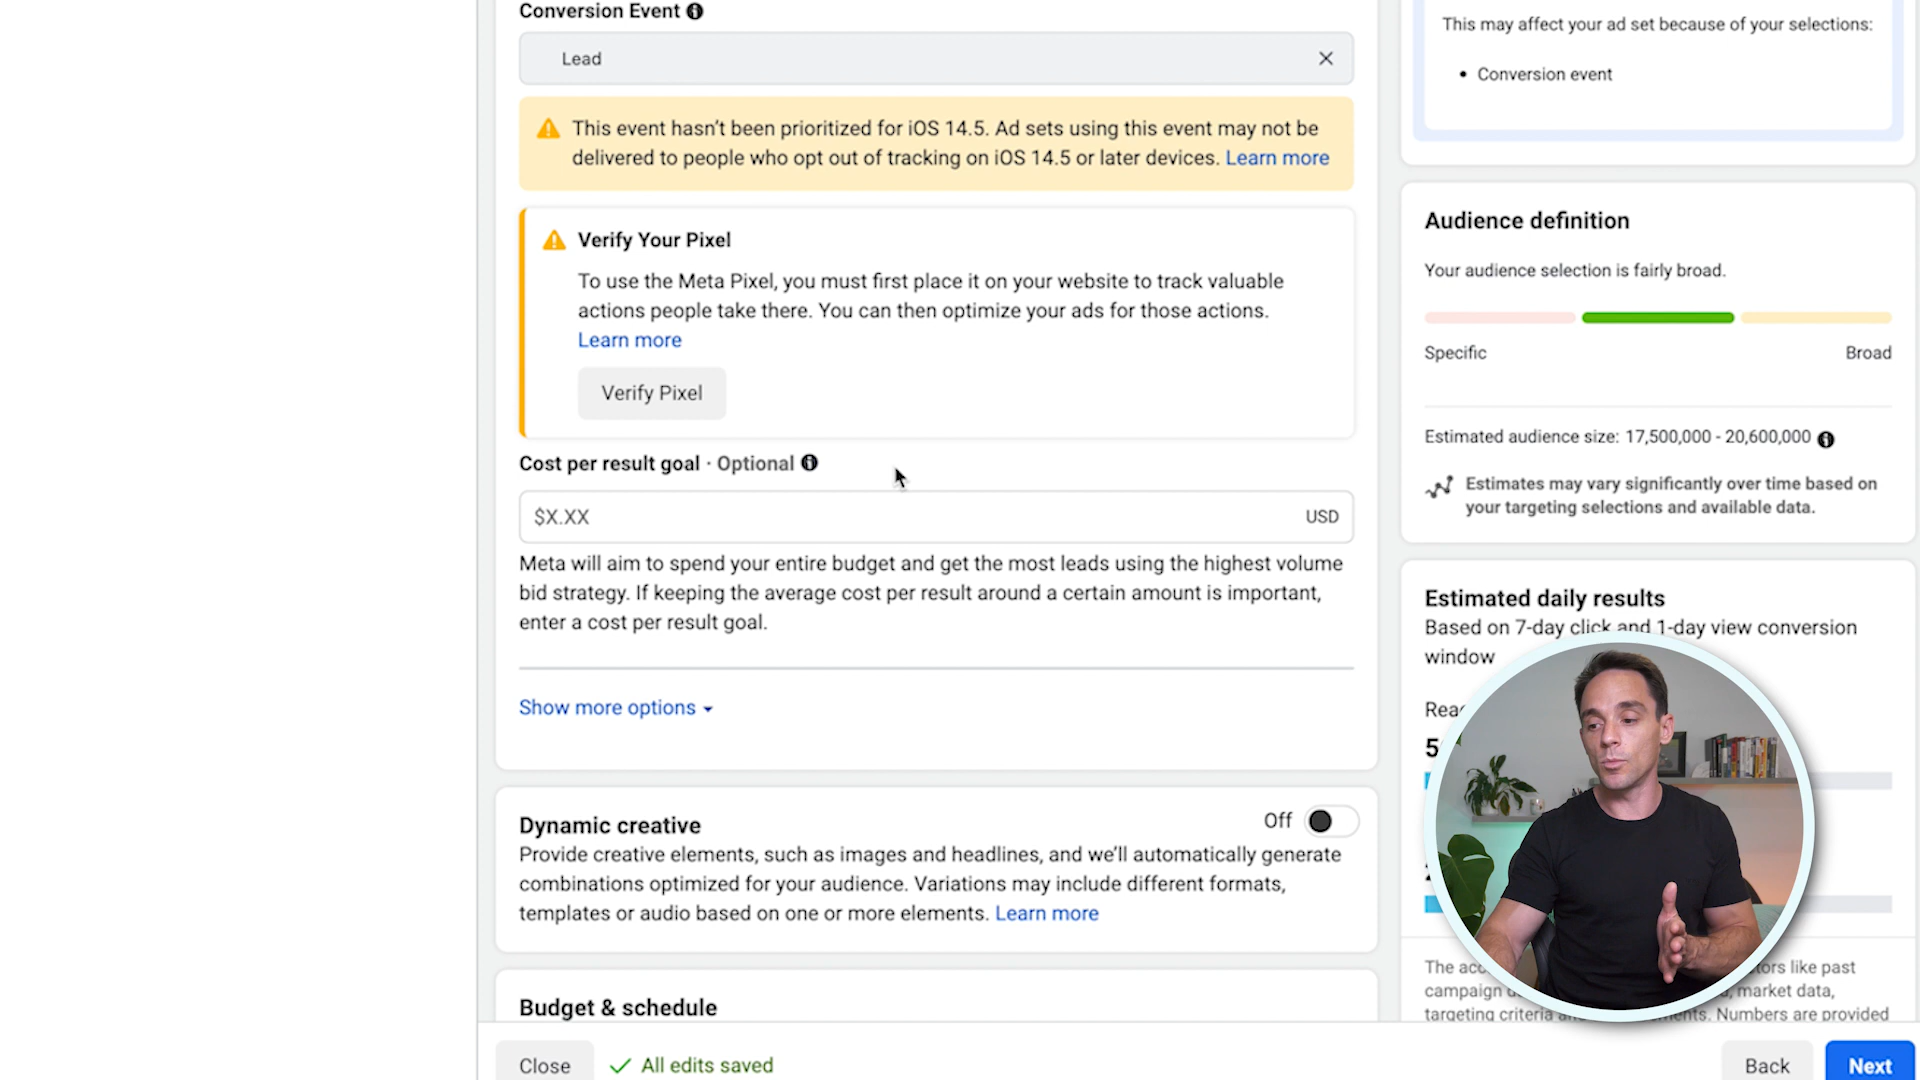 Conversion Event
Lead
This event hasn't been prioritized for iOS 14.5. Ad sets using this event may not be
delivered to people who opt out of tracking on iOS 14.5 or later devices. Learn more
Verify Your Pixel
To use the Meta Pixel, you must first place it on your website to track valuable
actions people take there. You can then optimize your ads for those actions.
Learn more
Verify Pixel
Cost per result goal · Optional
$X.XX USD
Meta will aim to spend your entire budget and get the most leads using the highest volume
bid strategy. If keeping the average cost per result around a certain amount is important,
enter a cost per result goal.
Show more options
Dynamic creative
Off
Provide creative elements, such as images and headlines, and we'll automatically generate
combinations optimized for your audience. Variations may include different formats,
templates or audio based on one or more elements. Learn more
Budget & schedule
Close
All edits saved
Back
Next
This may affect your ad set because of your selections:
• Conversion event
Audience definition
Your audience selection is fairly broad.
Specific
Broad
Estimated audience size: 17,500,000 - 20,600,000
Estimates may vary significantly over time based on
your targeting selections and available data.
Estimated daily results
Based on 7-day click and 1-day view conversion
window
The
like past
campaign
market data,
targeting criteria
Numbers are provided